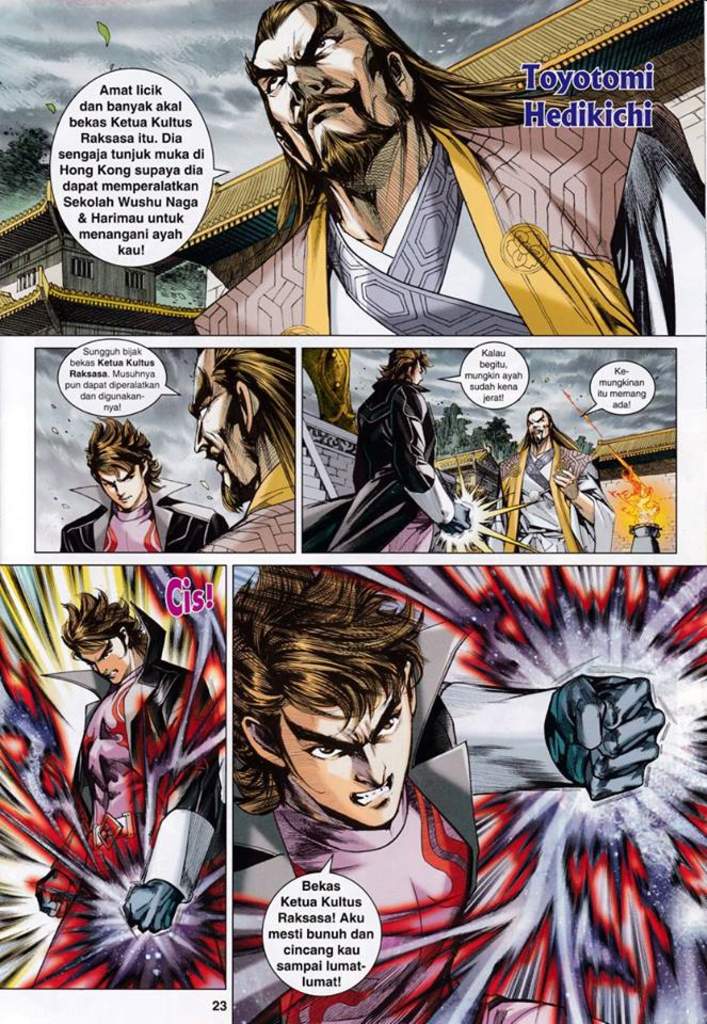 Amat licik
dan banyak akal
bekas Ketua Kultus
Raksasa itu. Dia
sengaja tunjuk muka di
Hong Kong supaya dia
dapat memperalatkan
Sekolah Wushu Naga
& Harimau untuk
menangani ayah
kau!
Toyotomi
Hedikichi
Sungguh bijak
bekas Ketua Kultus
Raksasa. Musuhnya
pun dapat diperalatkan
dan digunakan-
nya!
Kalau
begitu,
mungkin ayah
sudah kena
jerat!
Ke-
mungkinan
itu memang
ada!
Cis!
Bekas
Ketua Kultus
Raksasa! Aku
mesti bunuh dan
cincang kau
sampai lumat-
lumat!
23